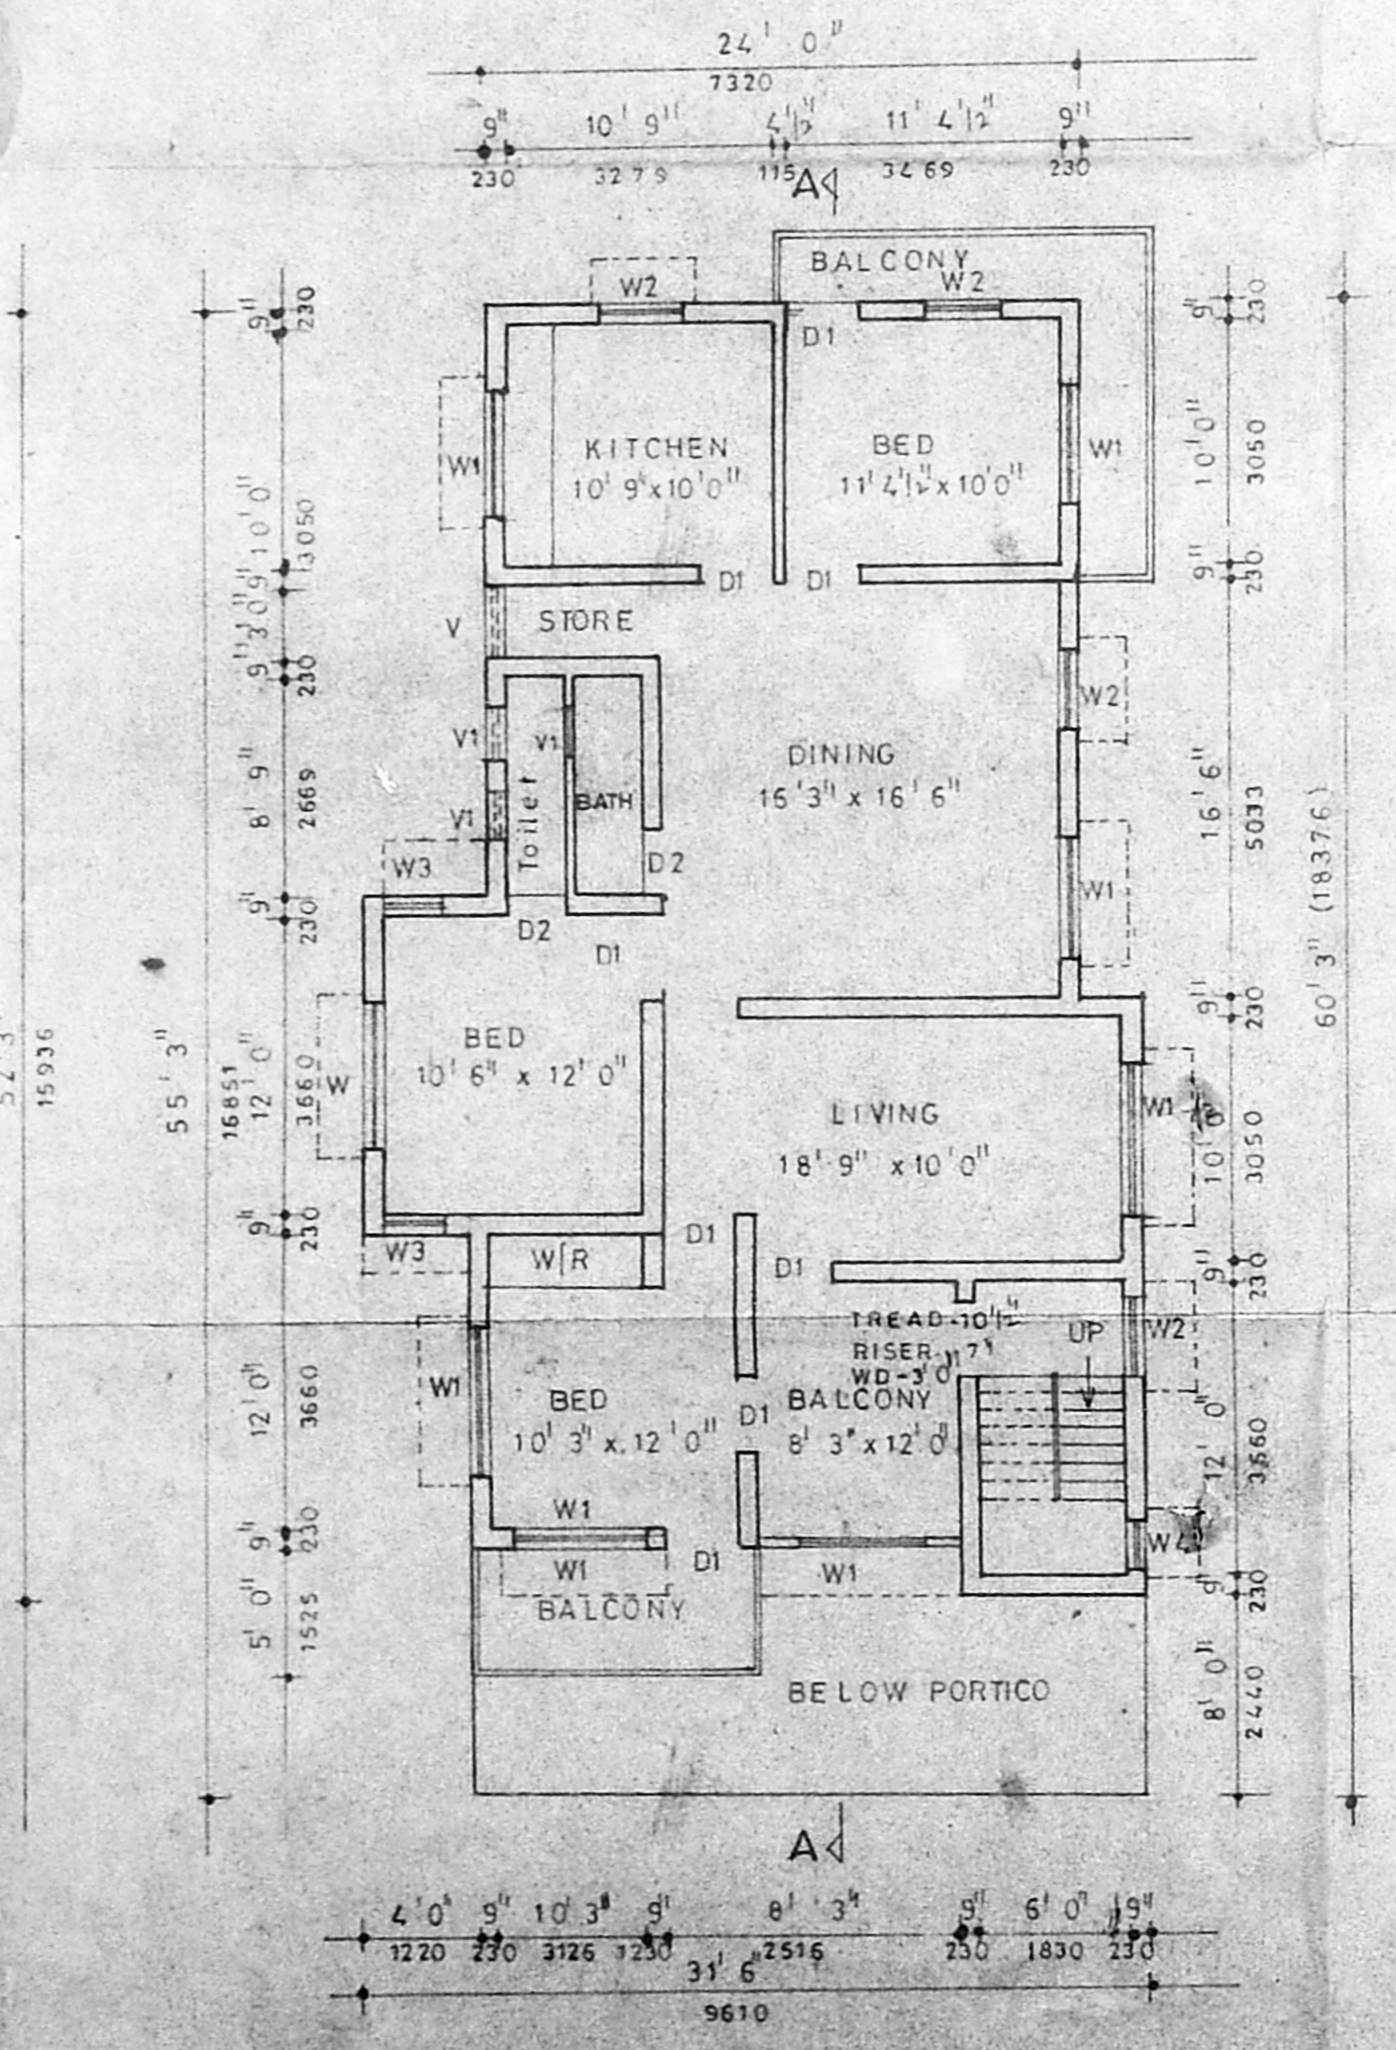 24' 0"
7320
9" 10' 9" 4½" 11' 4½" 9"
230 3279 115 3469 230
A
BALCONY
W2 W2
D1
9" 230
9" 230
KITCHEN
10' 9" x 10' 0"
BED
11' 4½" x 10' 0"
W1 W1
10' 0" 3050
10' 0" 3050
D1 D1
9"
9" 230
V STORE
3' 0"
9" 230
W2
V1 V1
DINING
15' 3" x 16' 6"
16' 6" 5033
8' 9" 2669
Toilet
BATH
V1
W3
D2
W1
60' 3" (18376)
9" 230
D2
D1
9" 230
BED
10' 6" x 12' 0"
W
12' 0" 3660
55' 3"
16851
15936
LIVING
18'-9" x 10' 0"
W1
10' 0" 3050
9" 230
W3
W/R
D1
D1
9" 230
TREAD-10½"
RISER-7"
WD-3' 0"
UP
W2
W1
BED
10' 3" x 12' 0"
D1
BALCONY
8' 3" x 12' 0"
12' 0" 3660
12' 0" 3660
W1
W1
D1
W1
W4
9" 230
9" 230
BALCONY
5' 0" 1525
BELOW PORTICO
8' 0" 2440
A
4' 0" 9" 10' 3" 9" 8' 3" 9" 6' 0" 9"
1220 230 3126 230 2516 230 1830 230
31' 6"
9610